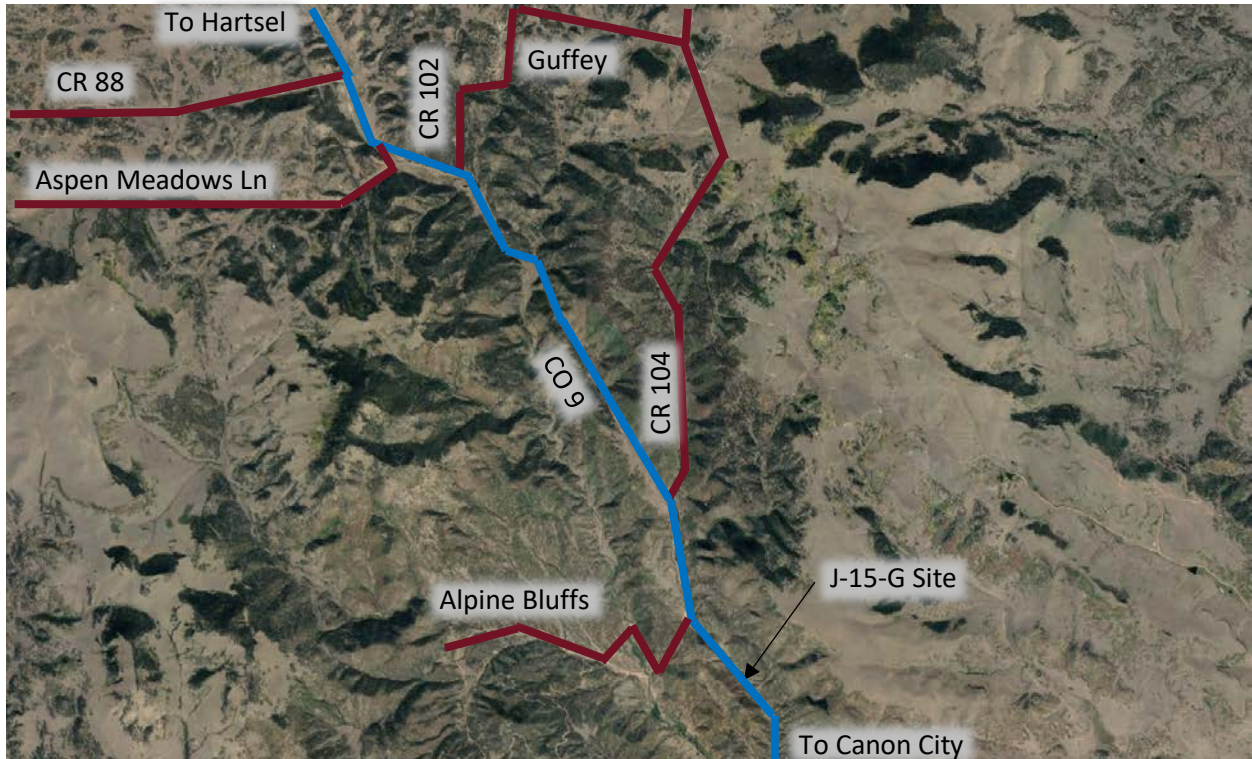 To Hartsel
CR 88
CR 102
Guffey
Aspen Meadows Ln
CO 9
CR 104
Alpine Bluffs
J-15-G Site
To Canon City